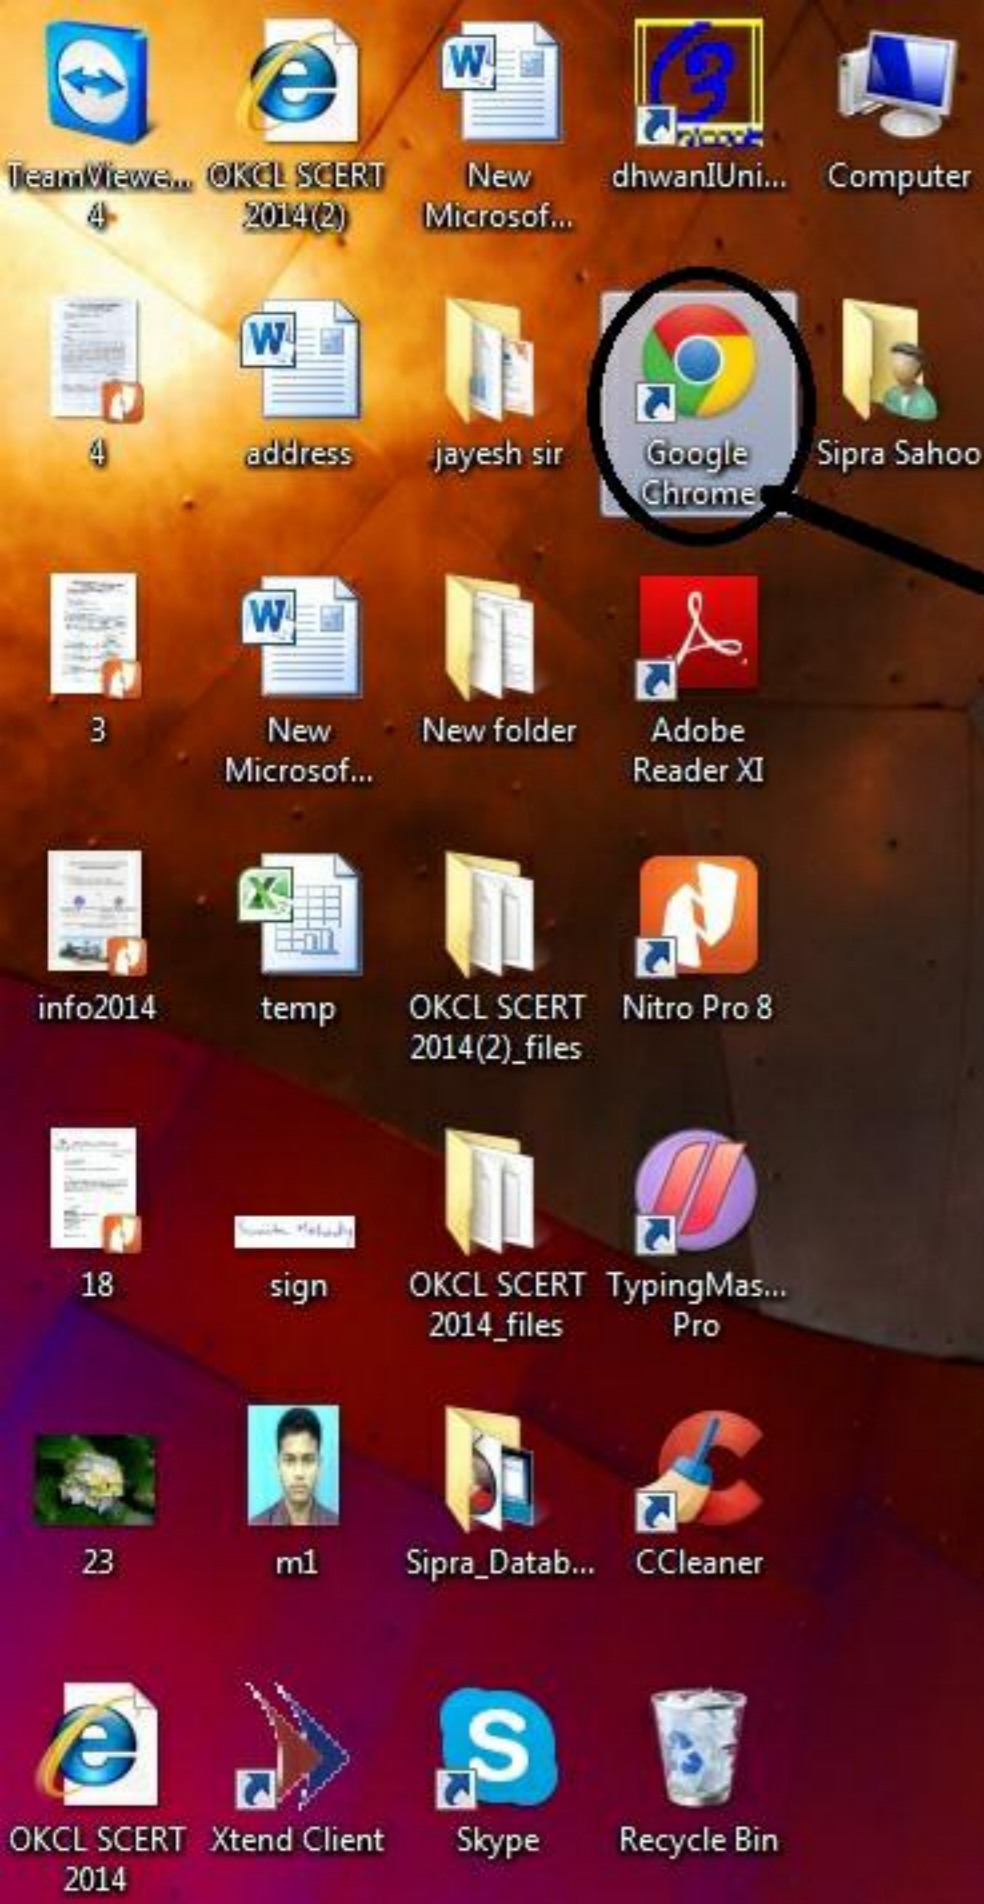 TeamViewe...
4
OKCL SCERT
2014(2)
New
Microsof...
dhwanIUni...
Computer
4
address
jayesh sir
Google
Chrome
Sipra Sahoo
3
New
Microsof...
New folder
Adobe
Reader XI
info2014
temp
OKCL SCERT
2014(2)_files
Nitro Pro 8
18
sign
OKCL SCERT
2014_files
TypingMas...
Pro
23
m1
Sipra_Datab...
CCleaner
OKCL SCERT
2014
Xtend Client
Skype
Recycle Bin